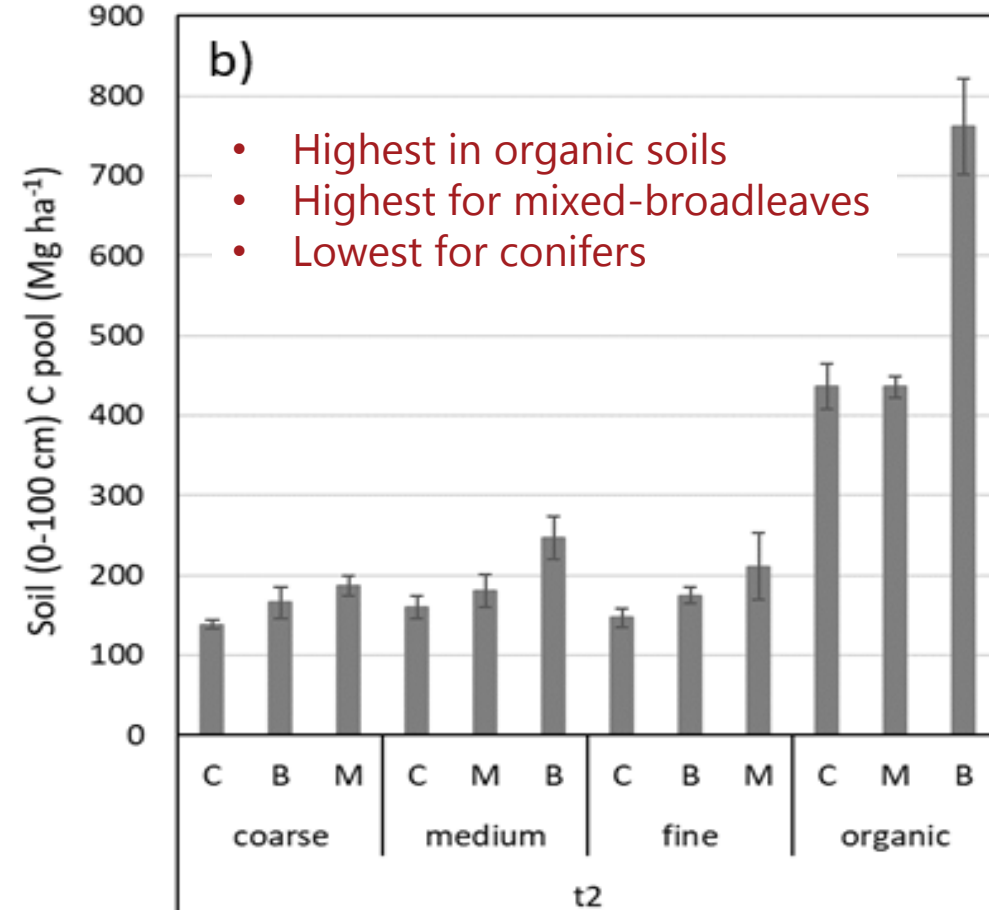 900
b)
800
• Highest in organic soils
700
• Highest for mixed-broadleaves
600
• Lowest for conifers
500
400
300
200
100
0
Soil (0-100 cm) C pool (Mg ha⁻¹)
C B M C M B C B M C M B
coarse medium fine organic
t2